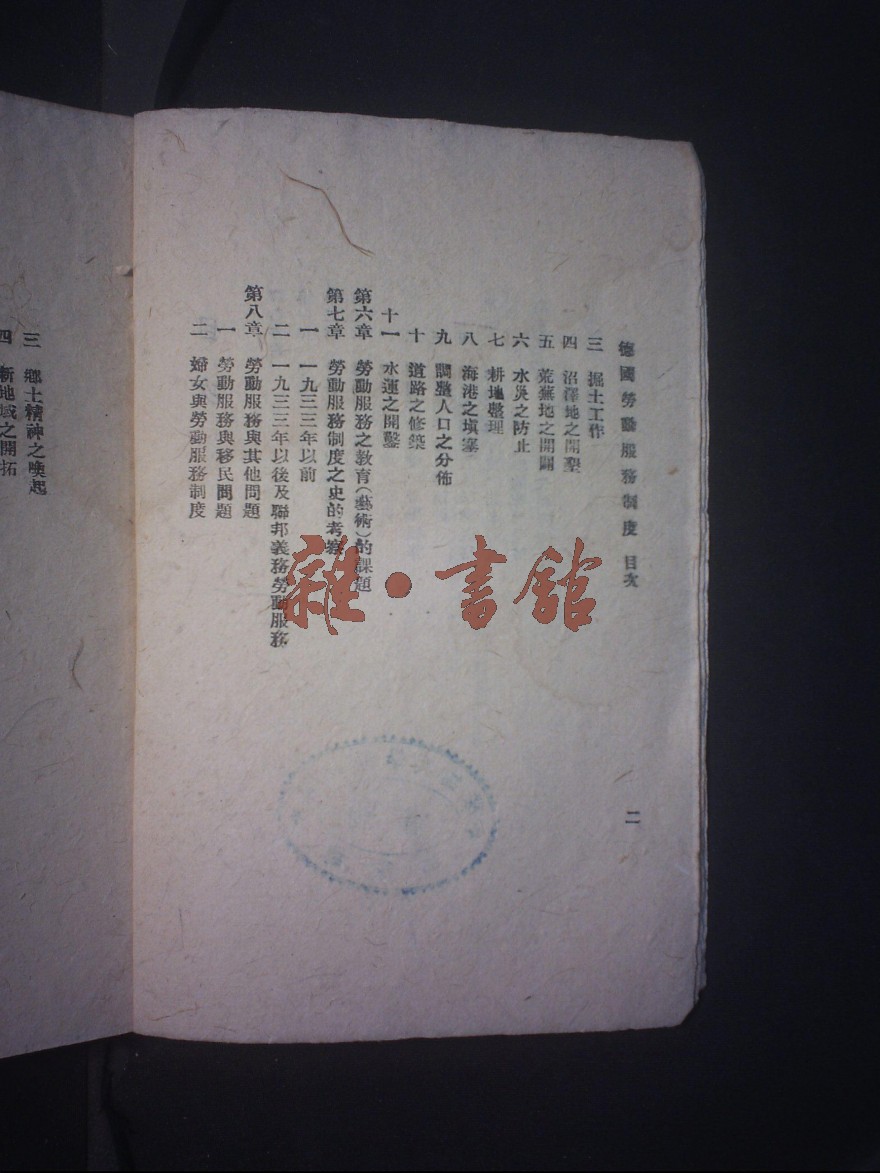 德國勞動服務制度 目次
二
三 掘土工作
四 沼澤地之開墾
五 荒蕪地之開闢
六 水災之防止
七 耕地整理
八 海港之塡塞
九 調整人口之分佈
十 道路之修築
十一 水運之開鑿
第六章 勞動服務之教育(藝術)的課題
第七章 勞動服務制度之史的考察
一 一九三三年以前
二 一九三三年以後及聯邦義務勞動服務
第八章 勞動服務與其他問題
一 勞動服務與移民問題
二 婦女與勞動服務制度
三 鄉土精神之喚起
四 新地域之開拓
雜·書館